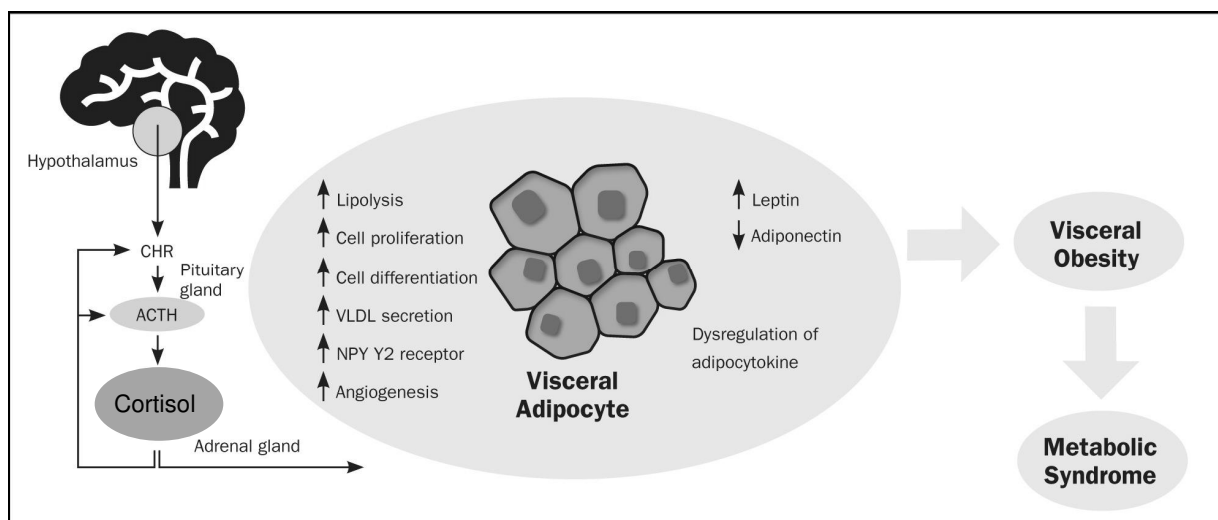 Hypothalamus
CHR
Pituitary
gland
ACTH
Cortisol
Adrenal gland
Lipolysis
Cell proliferation
Cell differentiation
VLDL secretion
NPY Y2 receptor
Angiogenesis
Visceral
Adipocyte
Leptin
Adiponectin
Dysregulation of
adipocytokine
Visceral
Obesity
Metabolic
Syndrome